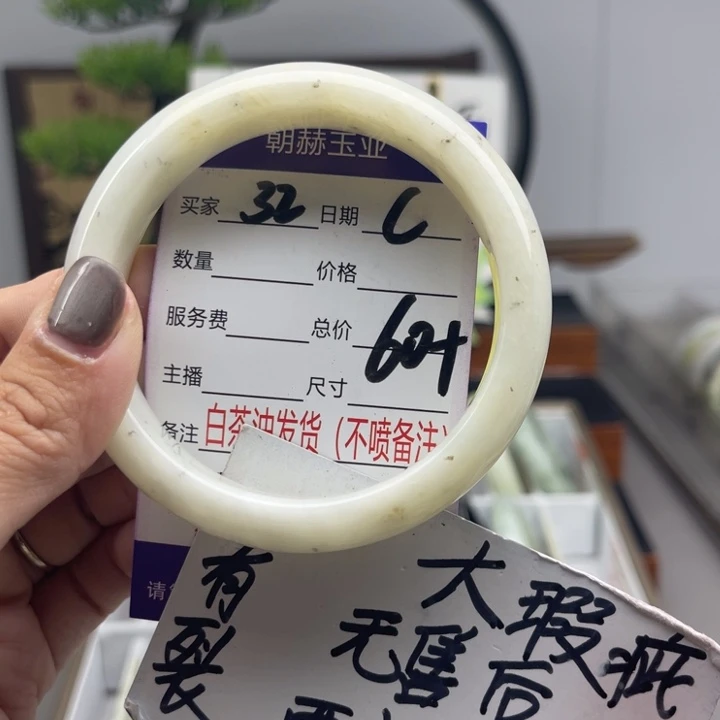 朝赫玉业
买家 32 日期 C
数量 价格
服务费 总价 60+
主播 尺寸
备注 白茶油发货（不喷备注）
请
有裂
大瑕疵
无售后